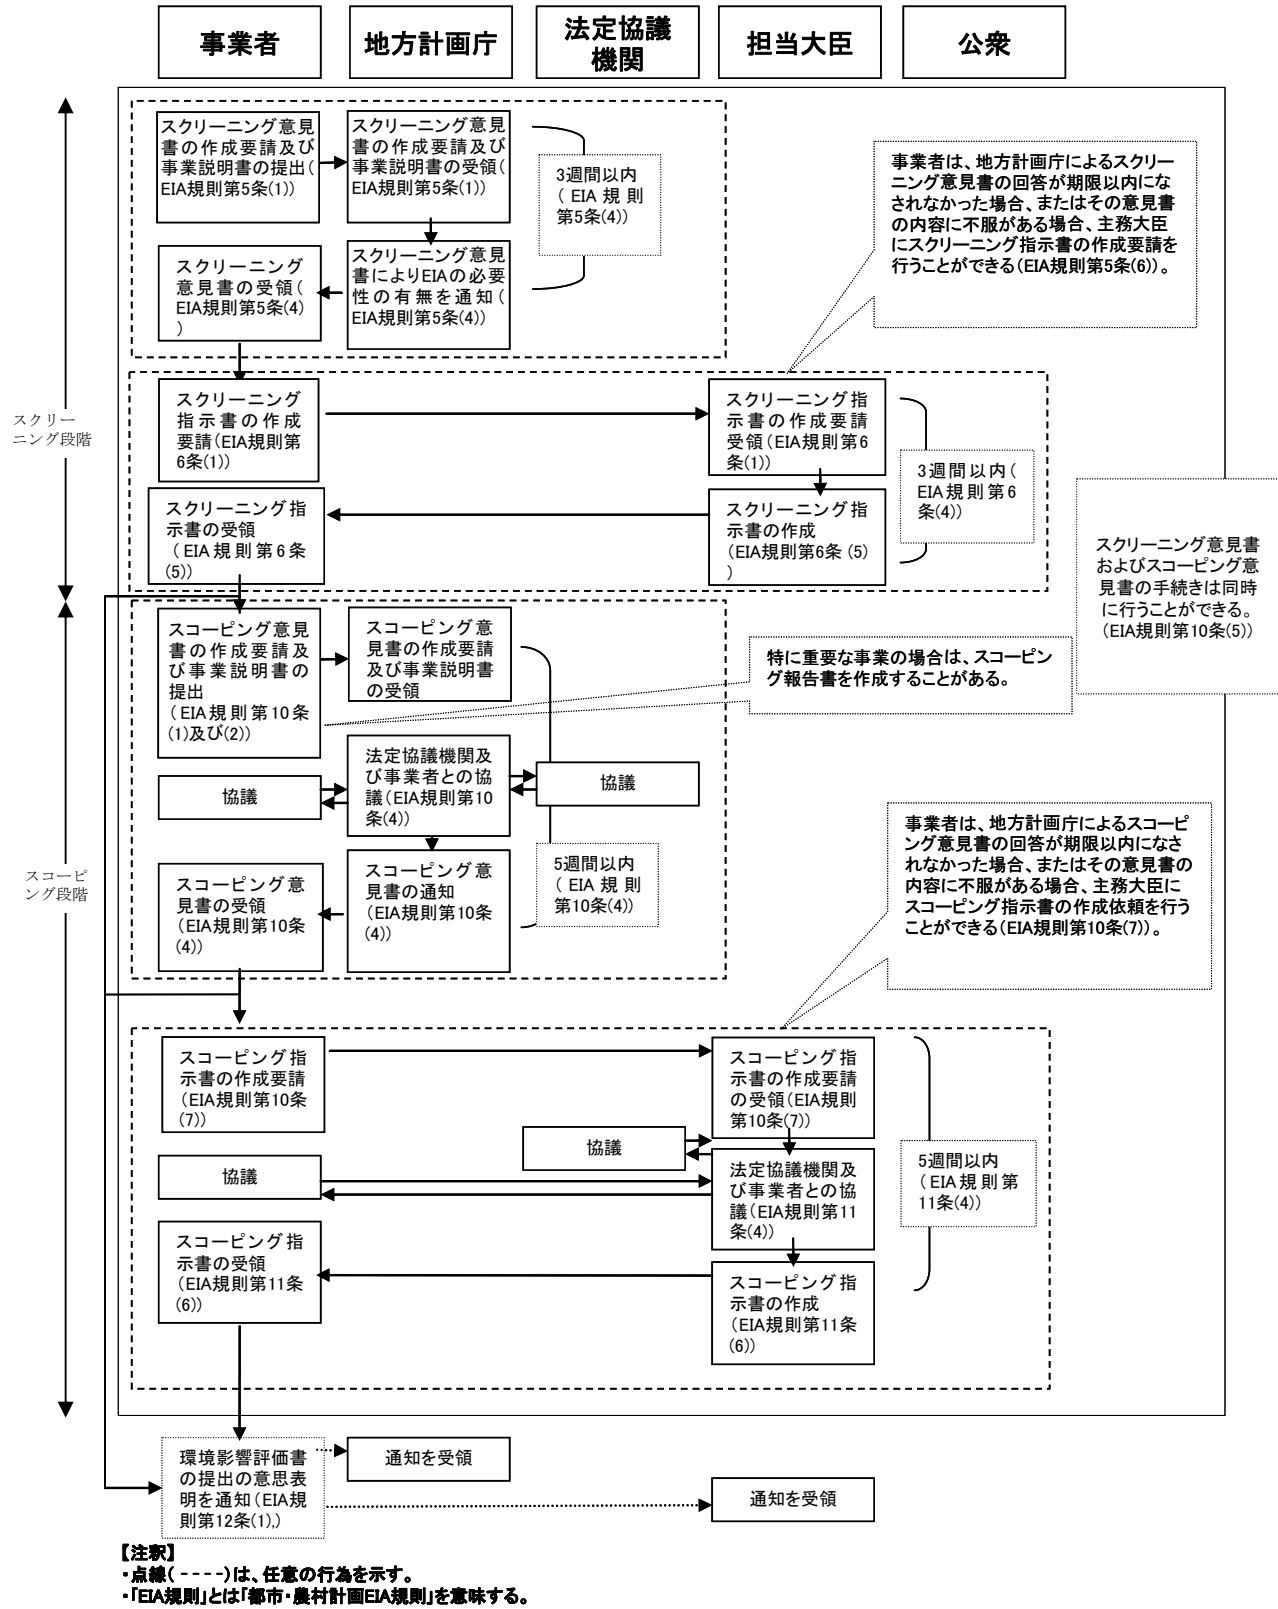 事業者
地方計画庁
法定協議
機関
担当大臣
公衆
スクリーニング意見
書の作成要請及び
事業説明書の提出(
EIA規則第5条(1))
スクリーニング意見
書の作成要請及び
事業説明書の受領(
EIA規則第5条(1))
3週間以内
(EIA規則
第5条(4))
事業者は、地方計画庁によるスクリー
ニング意見書の回答が期限以内にな
されなかった場合、またはその意見書
の内容に不服がある場合、主務大臣
にスクリーニング指示書の作成要請を
行うことができる(EIA規則第5条(6))。
スクリーニング
意見書の受領(
EIA規則第5条(4)
)
スクリーニング意見
書によりEIAの必要
性の有無を通知(
EIA規則第5条(4))
スクリー
ニング段階
スクリーニング
指示書の作成
要請(EIA規則第
6条(1))
スクリーニング指
示書の作成要請
受領(EIA規則第6
条(1))
3週間以内(
EIA規則第6
条(4))
スクリーニング指
示書の受領
(EIA規則第6条
(5))
スクリーニング指
示書の作成
(EIA規則第6条(5)
)
スクリーニング意見書
およびスコーピング意
見書の手続きは同時
に行うことができる。
(EIA規則第10条(5))
スコーピング意見
書の作成要請及
び事業説明書の
提出
(EIA規則第10条
(1)及び(2))
スコーピング意
見書の作成要請
及び事業説明書
の受領
特に重要な事業の場合は、スコーピン
グ報告書を作成することがある。
協議
法定協議機関及
び事業者との協
議(EIA規則第10
条(4))
協議
事業者は、地方計画庁によるスコーピ
ング意見書の回答が期限以内になさ
れなかった場合、またはその意見書の
内容に不服がある場合、主務大臣に
スコーピング指示書の作成依頼を行う
ことができる(EIA規則第10条(7))。
スコーピ
ング段階
スコーピング意
見書の受領
(EIA規則第10条
(4))
スコーピング意
見書の通知
(EIA規則第10条
(4))
5週間以内
(EIA規則
第10条(4))
スコーピング指
示書の作成要請
(EIA規則第10条
(7))
スコーピング指
示書の作成要請
の受領(EIA規則
第10条(7))
協議
協議
法定協議機関及
び事業者との協
議(EIA規則第11
条(4))
5週間以内
(EIA規則第
11条(4))
スコーピング指
示書の受領
(EIA規則第11条
(6))
スコーピング指
示書の作成
(EIA規則第11条
(6))
環境影響評価書
の提出の意思表
明を通知(EIA規
則第12条(1),)
通知を受領
通知を受領
【注釈】
・点線(----)は、任意の行為を示す。
・「EIA規則」とは「都市・農村計画EIA規則」を意味する。